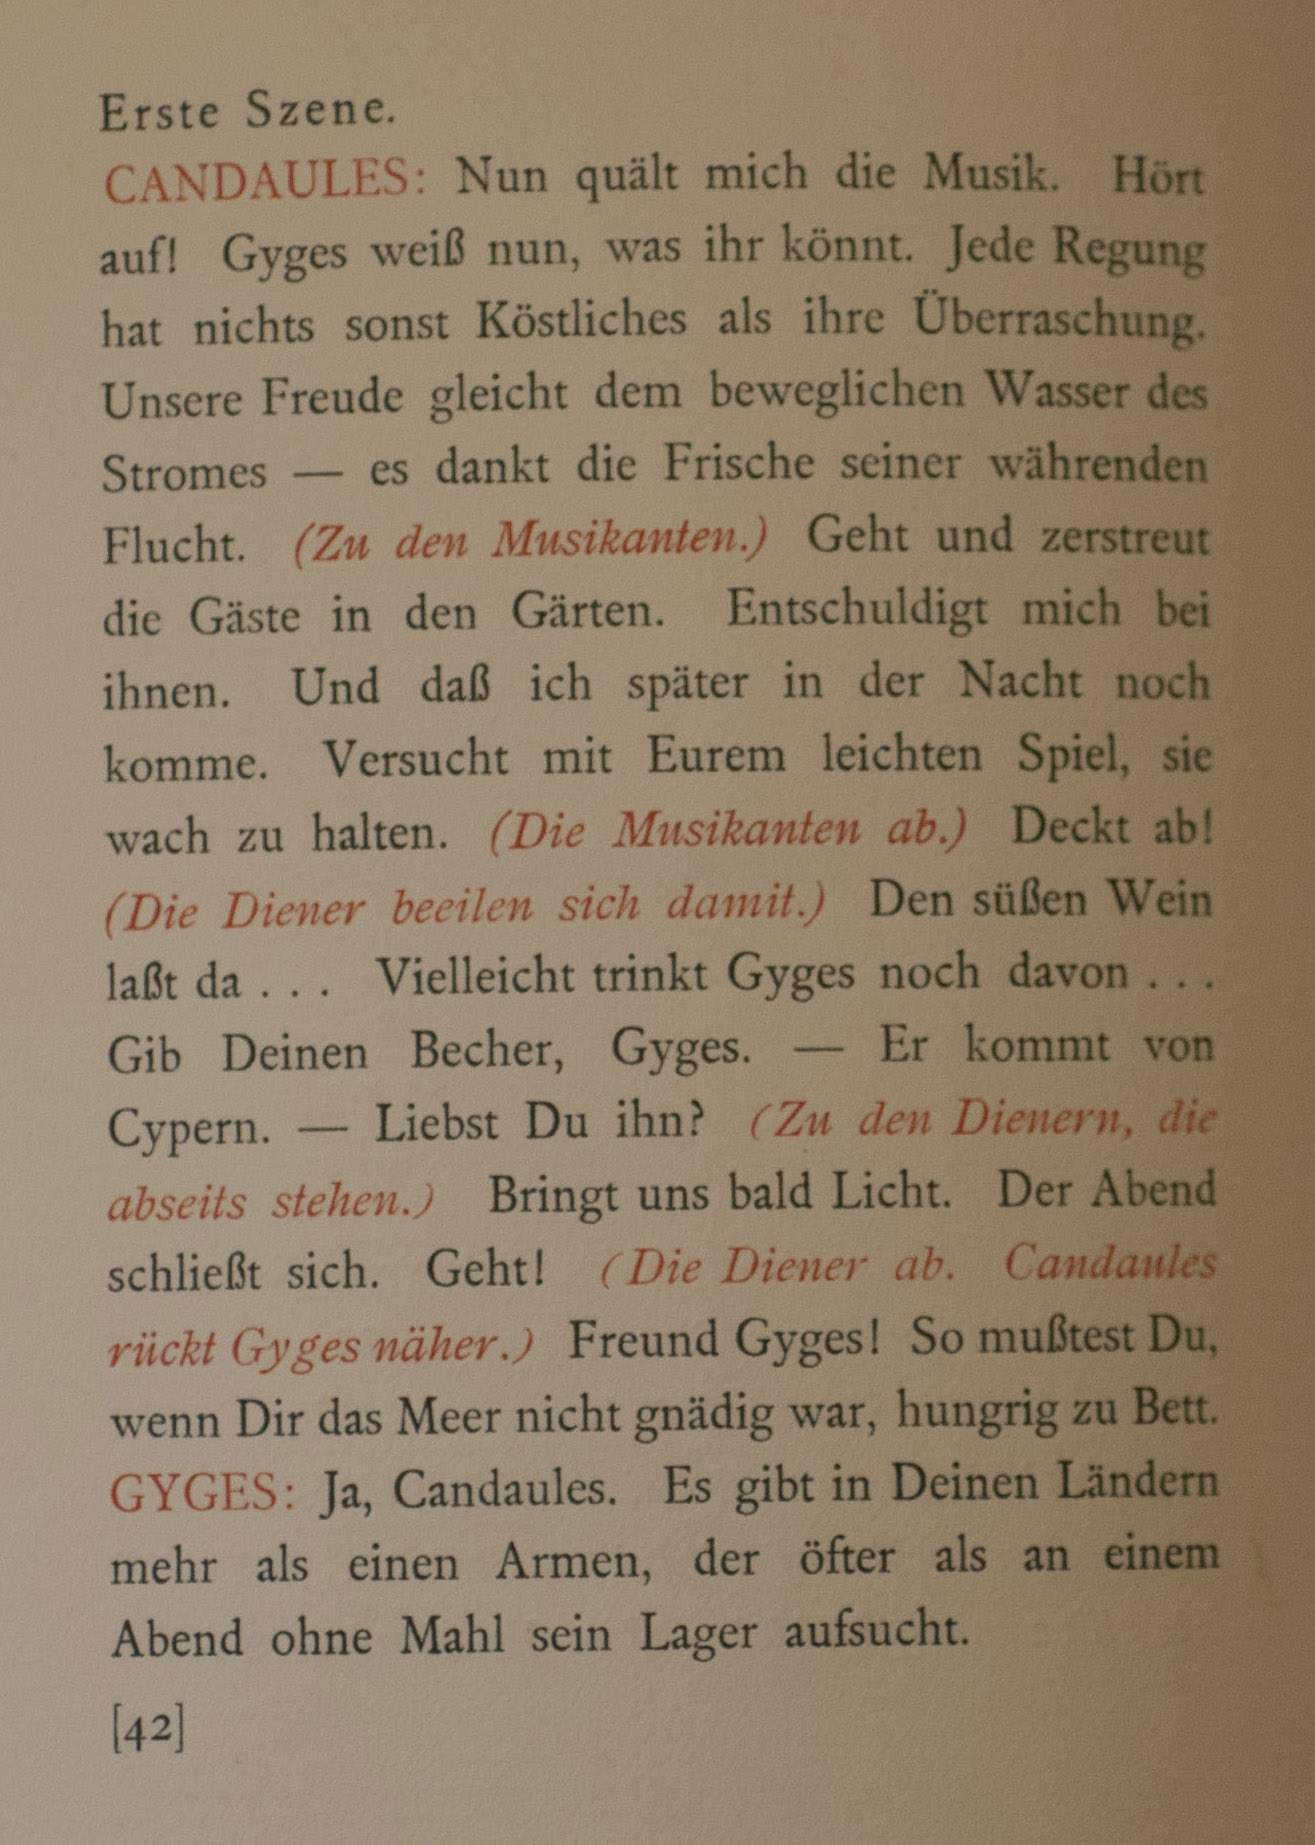 Erste Szene.
CANDAULES: Nun quält mich die Musik. Hört
auf! Gyges weiß nun, was ihr könnt. Jede Regung
hat nichts sonst Köstliches als ihre Überraschung.
Unsere Freude gleicht dem beweglichen Wasser des
Stromes — es dankt die Frische seiner währenden
Flucht. (Zu den Musikanten.) Geht und zerstreut
die Gäste in den Gärten. Entschuldigt mich bei
ihnen. Und daß ich später in der Nacht noch
komme. Versucht mit Eurem leichten Spiel, sie
wach zu halten. (Die Musikanten ab.) Deckt ab!
(Die Diener beeilen sich damit.) Den süßen Wein
laßt da . . . Vielleicht trinkt Gyges noch davon . . .
Gib Deinen Becher, Gyges. — Er kommt von
Cypern. — Liebst Du ihn? (Zu den Dienern, die
abseits stehen.) Bringt uns bald Licht. Der Abend
schließt sich. Geht! (Die Diener ab. Candaules
rückt Gyges näher.) Freund Gyges! So mußtest Du,
wenn Dir das Meer nicht gnädig war, hungrig zu Bett.
GYGES: Ja, Candaules. Es gibt in Deinen Ländern
mehr als einen Armen, der öfter als an einem
Abend ohne Mahl sein Lager aufsucht.
[42]